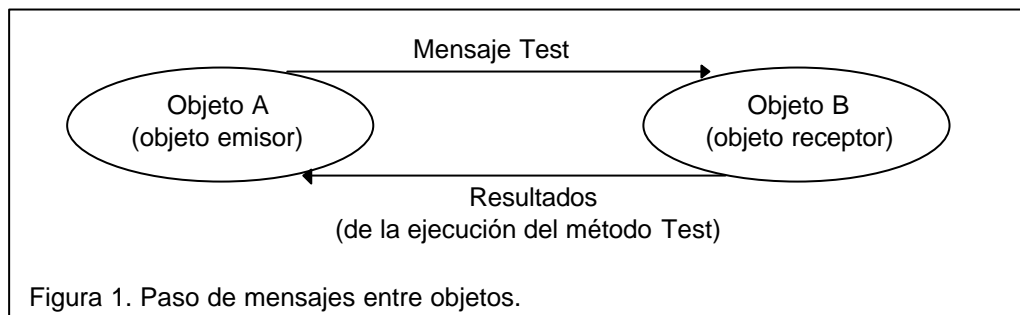 Mensaje Test
Objeto A
(objeto emisor)
Objeto B
(objeto receptor)
Resultados
(de la ejecución del método Test)
Figura 1. Paso de mensajes entre objetos.